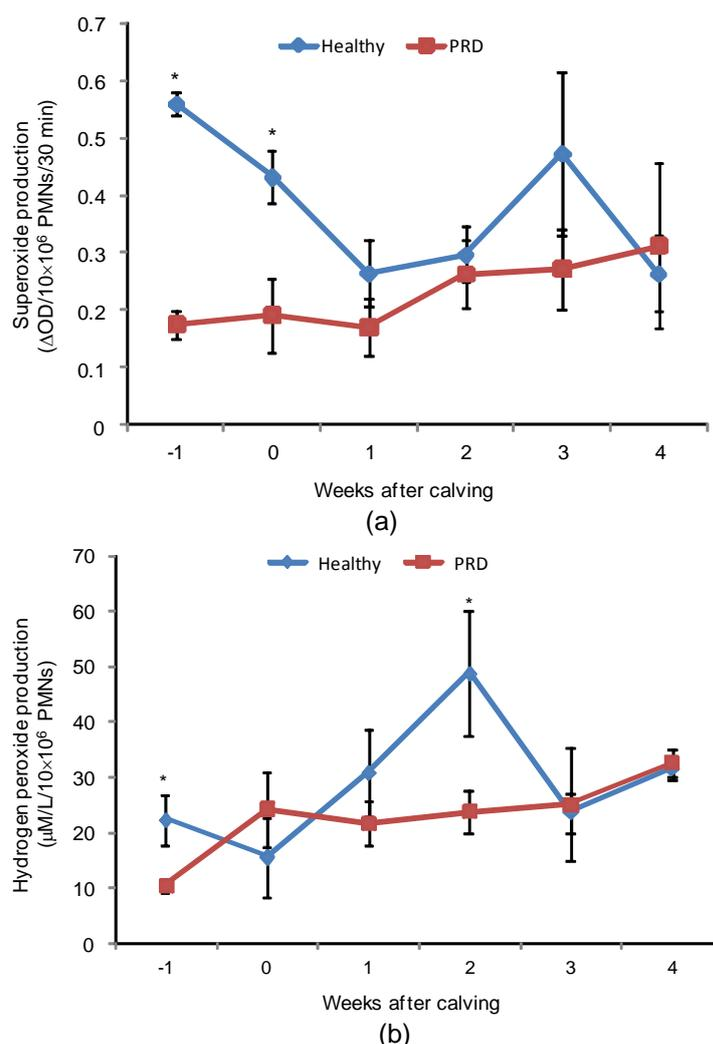 0.7
Healthy PRD
0.6
*
*
0.5
0.4
0.3
0.2
0.1
0
Superoxide production
(ΔOD/10×10⁶ PMNs/30 min)
-1 0 1 2 3 4
Weeks after calving
(a)
70
Healthy PRD
60
*
50
40
30
*
20
10
0
Hydrogen peroxide production
(μM/L/10×10⁶ PMNs)
-1 0 1 2 3 4
Weeks after calving
(b)